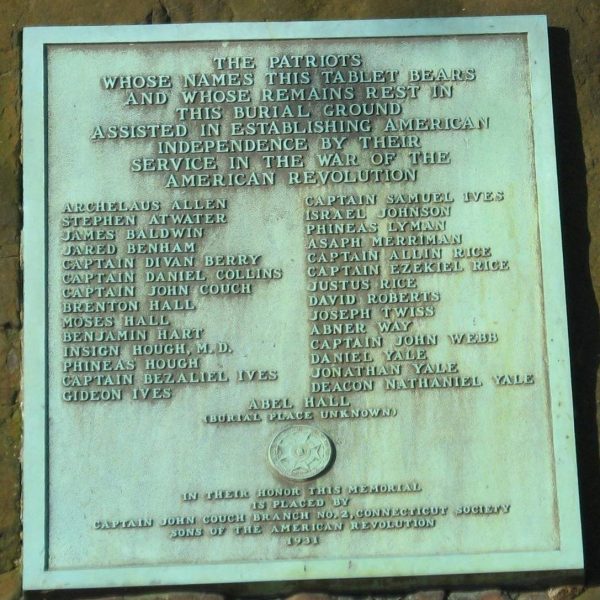 THE PATRIOTS
WHOSE NAMES THIS TABLET BEARS
AND WHOSE REMAINS REST IN
THIS BURIAL GROUND
ASSISTED IN ESTABLISHING AMERICAN
INDEPENDENCE BY THEIR
SERVICE IN THE WAR OF THE
AMERICAN REVOLUTION
ARCHELAUS ALLEN
STEPHEN ATWATER
JAMES BALDWIN
JARED BENHAM
CAPTAIN DIVAN BERRY
CAPTAIN DANIEL COLLINS
CAPTAIN JOHN COUCH
BRENTON HALL
MOSES HALL
BENJAMIN HART
INSIGN HOUGH, M.D.
PHINEAS HOUGH
CAPTAIN BEZALIEL IVES
GIDEON IVES
CAPTAIN SAMUEL IVES
ISRAEL JOHNSON
PHINEAS LYMAN
ASAPH MERRIMAN
CAPTAIN ALLIN RICE
CAPTAIN EZEKIEL RICE
JUSTUS RICE
DAVID ROBERTS
JOSEPH TWISS
ABNER WAY
CAPTAIN JOHN WEBB
DANIEL YALE
JONATHAN YALE
DEACON NATHANIEL YALE
ABEL HALL
(BURIAL PLACE UNKNOWN)
IN THEIR HONOR THIS MEMORIAL
IS PLACED BY
CAPTAIN JOHN COUCH BRANCH NO. 2, CONNECTICUT SOCIETY
SONS OF THE AMERICAN REVOLUTION
1931